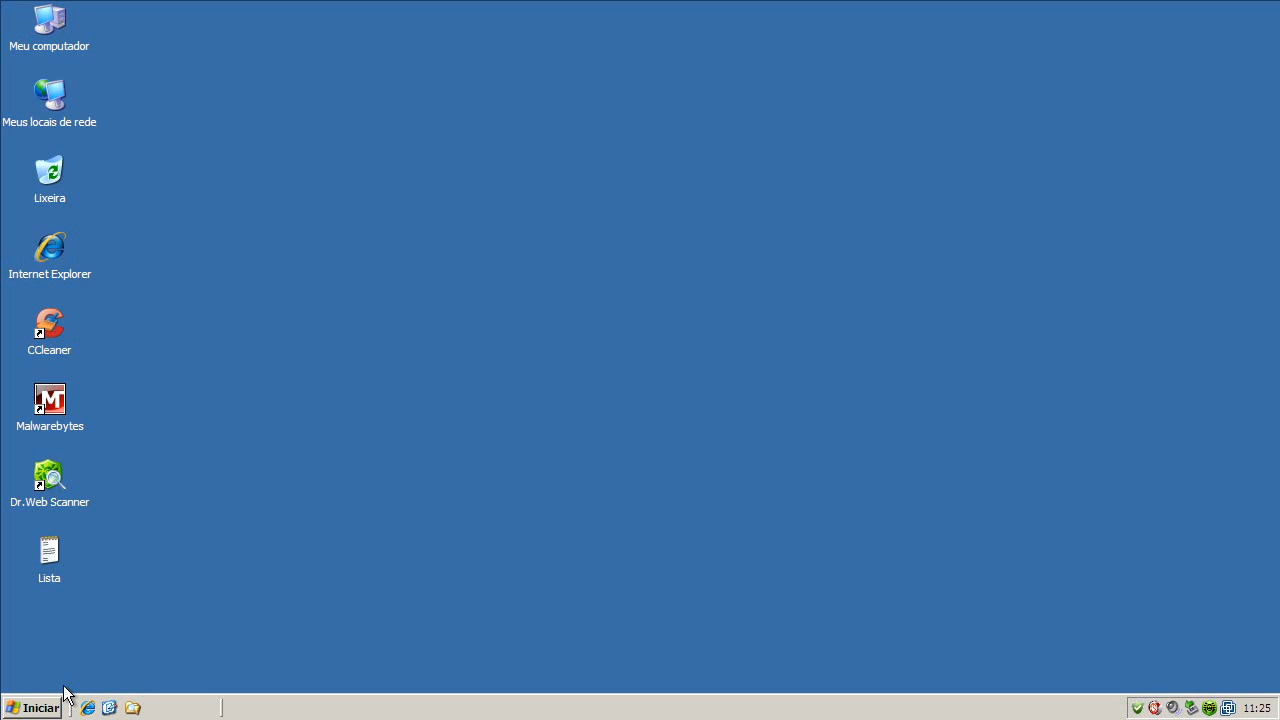 Meu computador
Meus locais de rede
Lixeira
Internet Explorer
CCleaner
Malwarebytes
Dr.Web Scanner
Lista
Iniciar
11:25